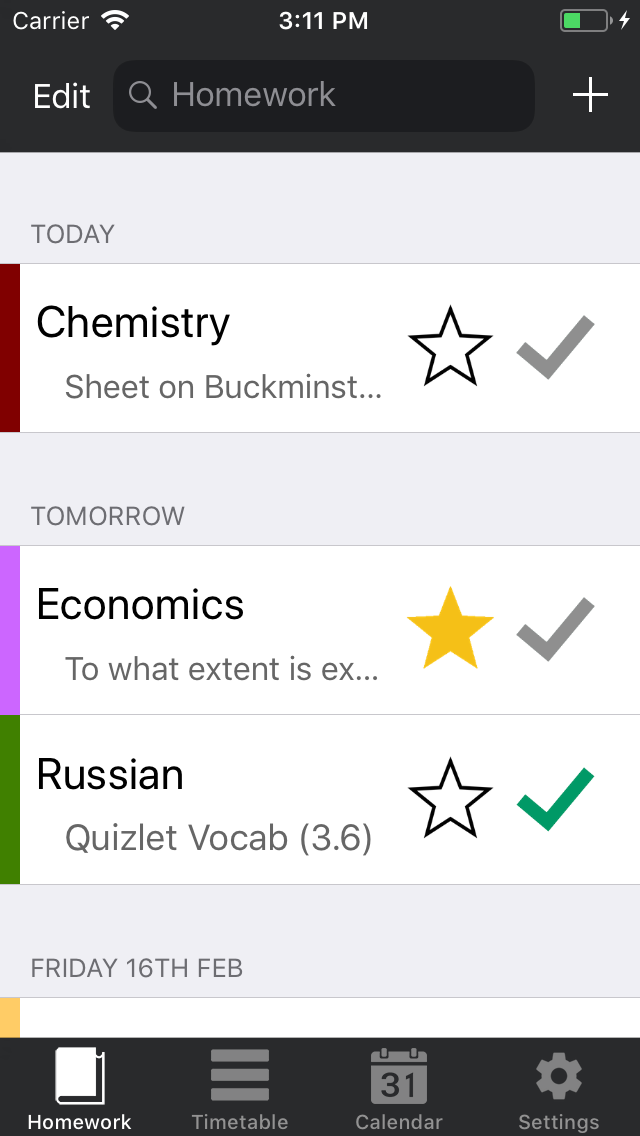 Carrier 3:11 PM
Edit Homework
TODAY
Chemistry
Sheet on Buckminst...
TOMORROW
Economics
To what extent is ex...
Russian
Quizlet Vocab (3.6)
FRIDAY 16TH FEB
31
Homework Timetable Calendar Settings